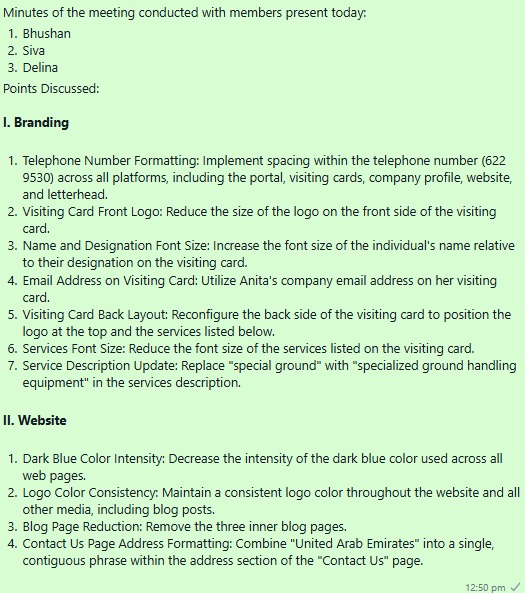 Minutes of the meeting conducted with members present today:
1. Bhushan
2. Siva
3. Delina
Points Discussed:
I. Branding
1. Telephone Number Formatting: Implement spacing within the telephone number (622
9530) across all platforms, including the portal, visiting cards, company profile, website,
and letterhead.
2. Visiting Card Front Logo: Reduce the size of the logo on the front side of the visiting
card.
3. Name and Designation Font Size: Increase the font size of the individual's name relative
to their designation on the visiting card.
4. Email Address on Visiting Card: Utilize Anita's company email address on her visiting
card.
5. Visiting Card Back Layout: Reconfigure the back side of the visiting card to position the
logo at the top and the services listed below.
6. Services Font Size: Reduce the font size of the services listed on the visiting card.
7. Service Description Update: Replace "special ground" with "specialized ground handling
equipment" in the services description.
II. Website
1. Dark Blue Color Intensity: Decrease the intensity of the dark blue color used across all
web pages.
2. Logo Color Consistency: Maintain a consistent logo color throughout the website and all
other media, including blog posts.
3. Blog Page Reduction: Remove the three inner blog pages.
4. Contact Us Page Address Formatting: Combine "United Arab Emirates" into a single,
contiguous phrase within the address section of the "Contact Us" page.
12:50 pm